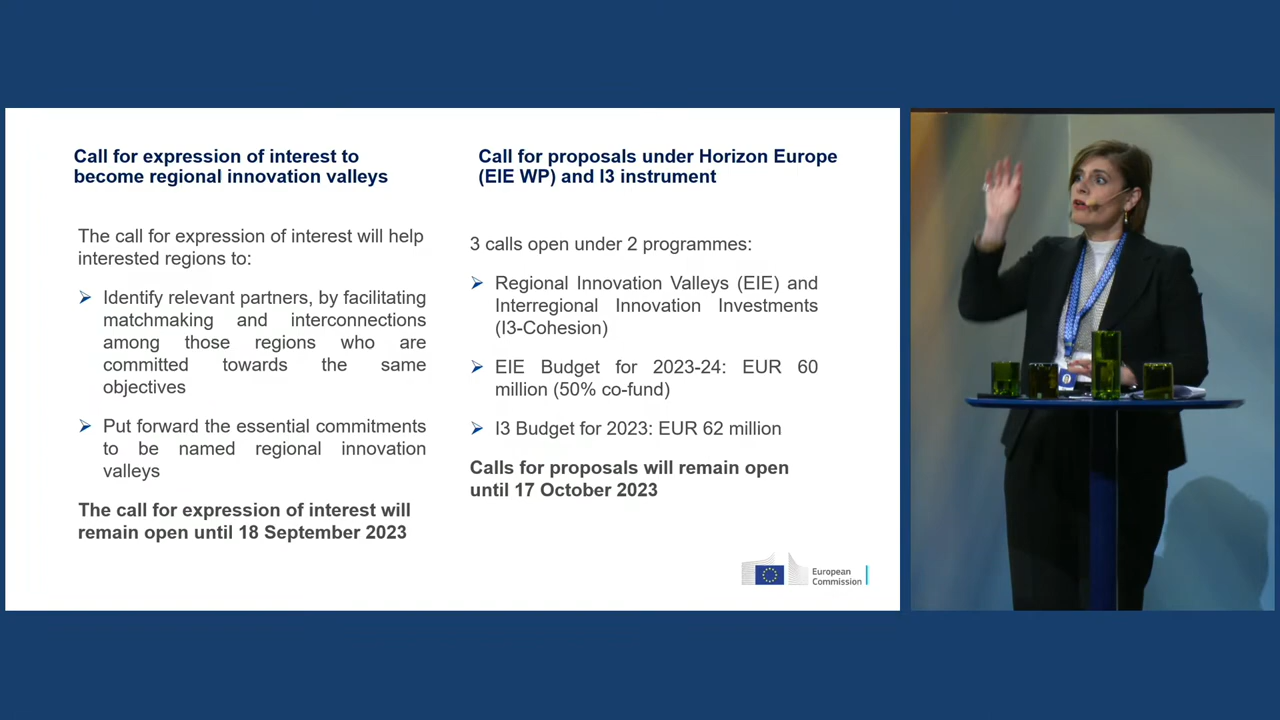 Call for expression of interest to
become regional innovation valleys
The call for expression of interest will help
interested regions to:
Identify relevant partners, by facilitating
matchmaking and interconnections
among those regions who are
committed towards the same
objectives
Put forward the essential commitments
to be named regional innovation
valleys
The call for expression of interest will
remain open until 18 September 2023
Call for proposals under Horizon Europe
(EIE WP) and I3 instrument
3 calls open under 2 programmes:
Regional Innovation Valleys (EIE) and
Interregional Innovation Investments
(I3-Cohesion)
EIE Budget for 2023-24: EUR 60
million (50% co-fund)
I3 Budget for 2023: EUR 62 million
Calls for proposals will remain open
until 17 October 2023
European
Commission